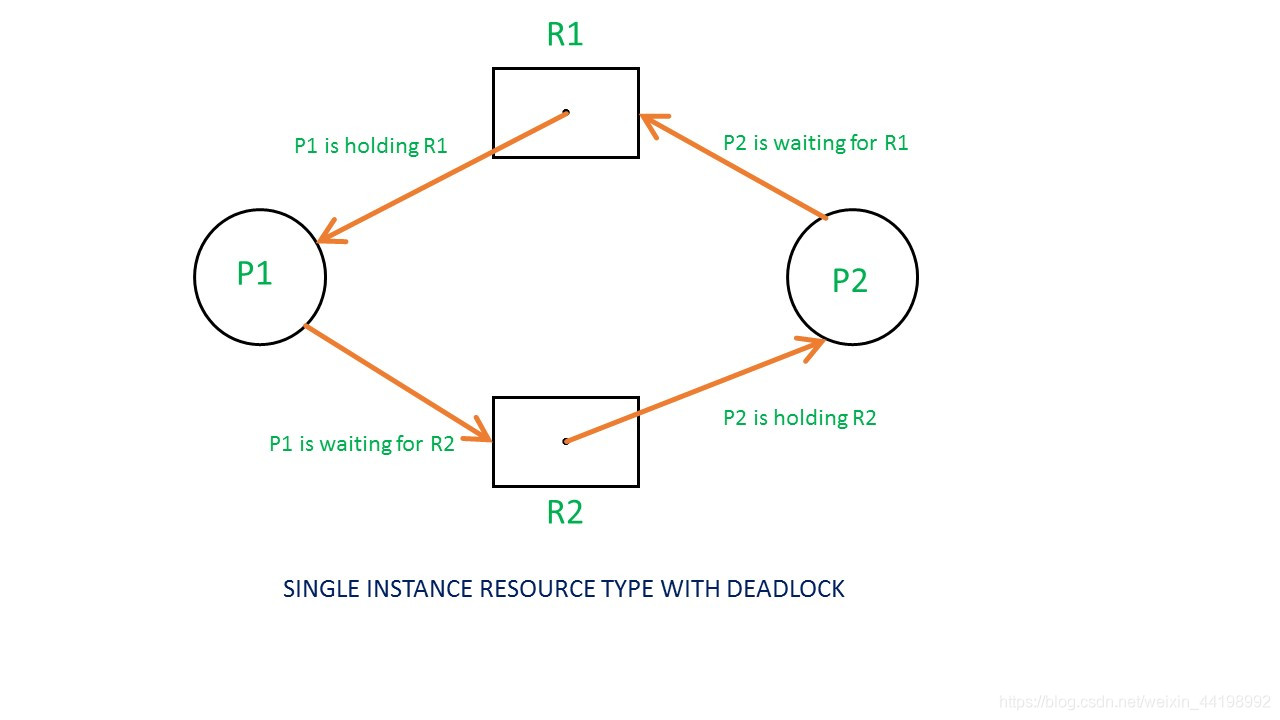 R1
P1 is holding R1
P2 is waiting for R1
P1
P2
P1 is waiting for R2
P2 is holding R2
R2
SINGLE INSTANCE RESOURCE TYPE WITH DEADLOCK
https://blog.csdn.net/weixin_44198992